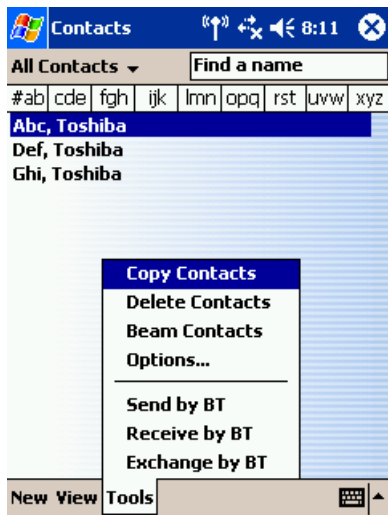 Contacts 8:11
All Contacts Find a name
#ab cde fgh ijk lmn opq rst uvw xyz
Abc, Toshiba
Def, Toshiba
Ghi, Toshiba
Copy Contacts
Delete Contacts
Beam Contacts
Options...
Send by BT
Receive by BT
Exchange by BT
New View Tools